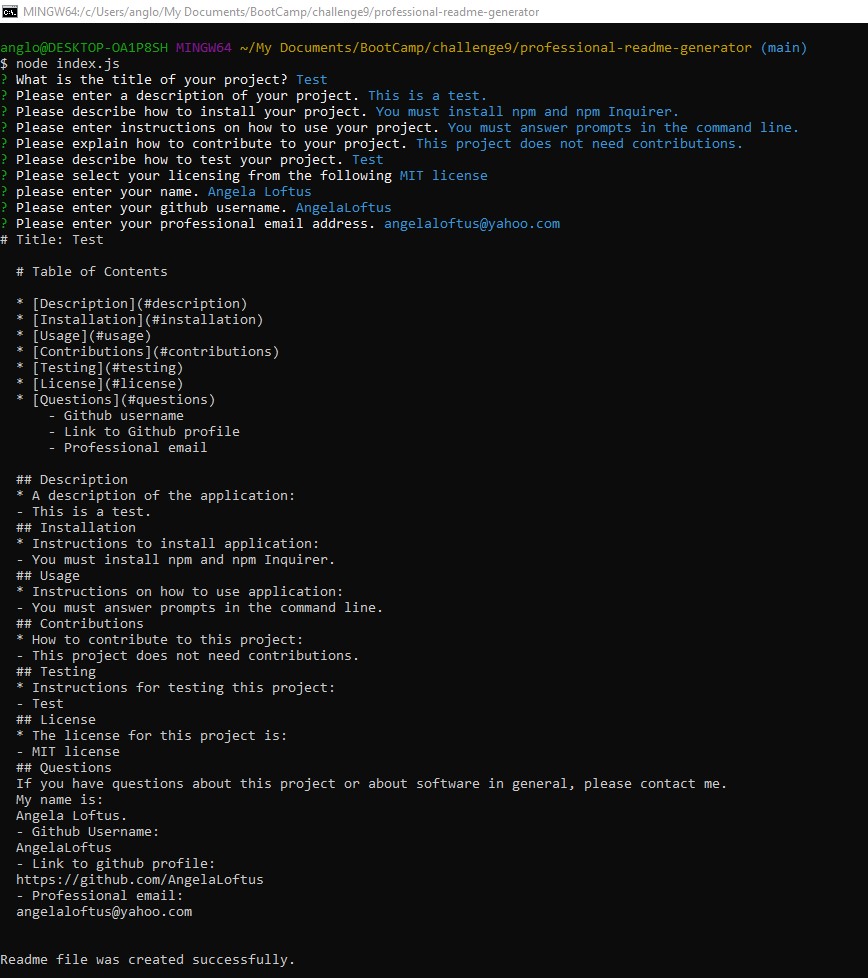 MINGW64:/c/Users/anglo/My Documents/BootCamp/challenge9/professional-readme-generator
anglo@DESKTOP-OA1P8SH MINGW64 ~/My Documents/BootCamp/challenge9/professional-readme-generator (main)
$ node index.js
? What is the title of your project? Test
? Please enter a description of your project. This is a test.
? Please describe how to install your project. You must install npm and npm Inquirer.
? Please enter instructions on how to use your project. You must answer prompts in the command line.
? Please explain how to contribute to your project. This project does not need contributions.
? Please describe how to test your project. Test
? Please select your licensing from the following MIT license
? please enter your name. Angela Loftus
? Please enter your github username. AngelaLoftus
? Please enter your professional email address. angelaloftus@yahoo.com
# Title: Test
# Table of Contents
* [Description](#description)
* [Installation](#installation)
* [Usage](#usage)
* [Contributions](#contributions)
* [Testing](#testing)
* [License](#license)
* [Questions](#questions)
- Github username
- Link to Github profile
- Professional email
## Description
* A description of the application:
- This is a test.
## Installation
* Instructions to install application:
- You must install npm and npm Inquirer.
## Usage
* Instructions on how to use application:
- You must answer prompts in the command line.
## Contributions
* How to contribute to this project:
- This project does not need contributions.
## Testing
* Instructions for testing this project:
- Test
## License
* The license for this project is:
- MIT license
## Questions
If you have questions about this project or about software in general, please contact me.
My name is:
Angela Loftus.
- Github Username:
AngelaLoftus
- Link to github profile:
https://github.com/AngelaLoftus
- Professional email:
angelaloftus@yahoo.com
Readme file was created successfully.